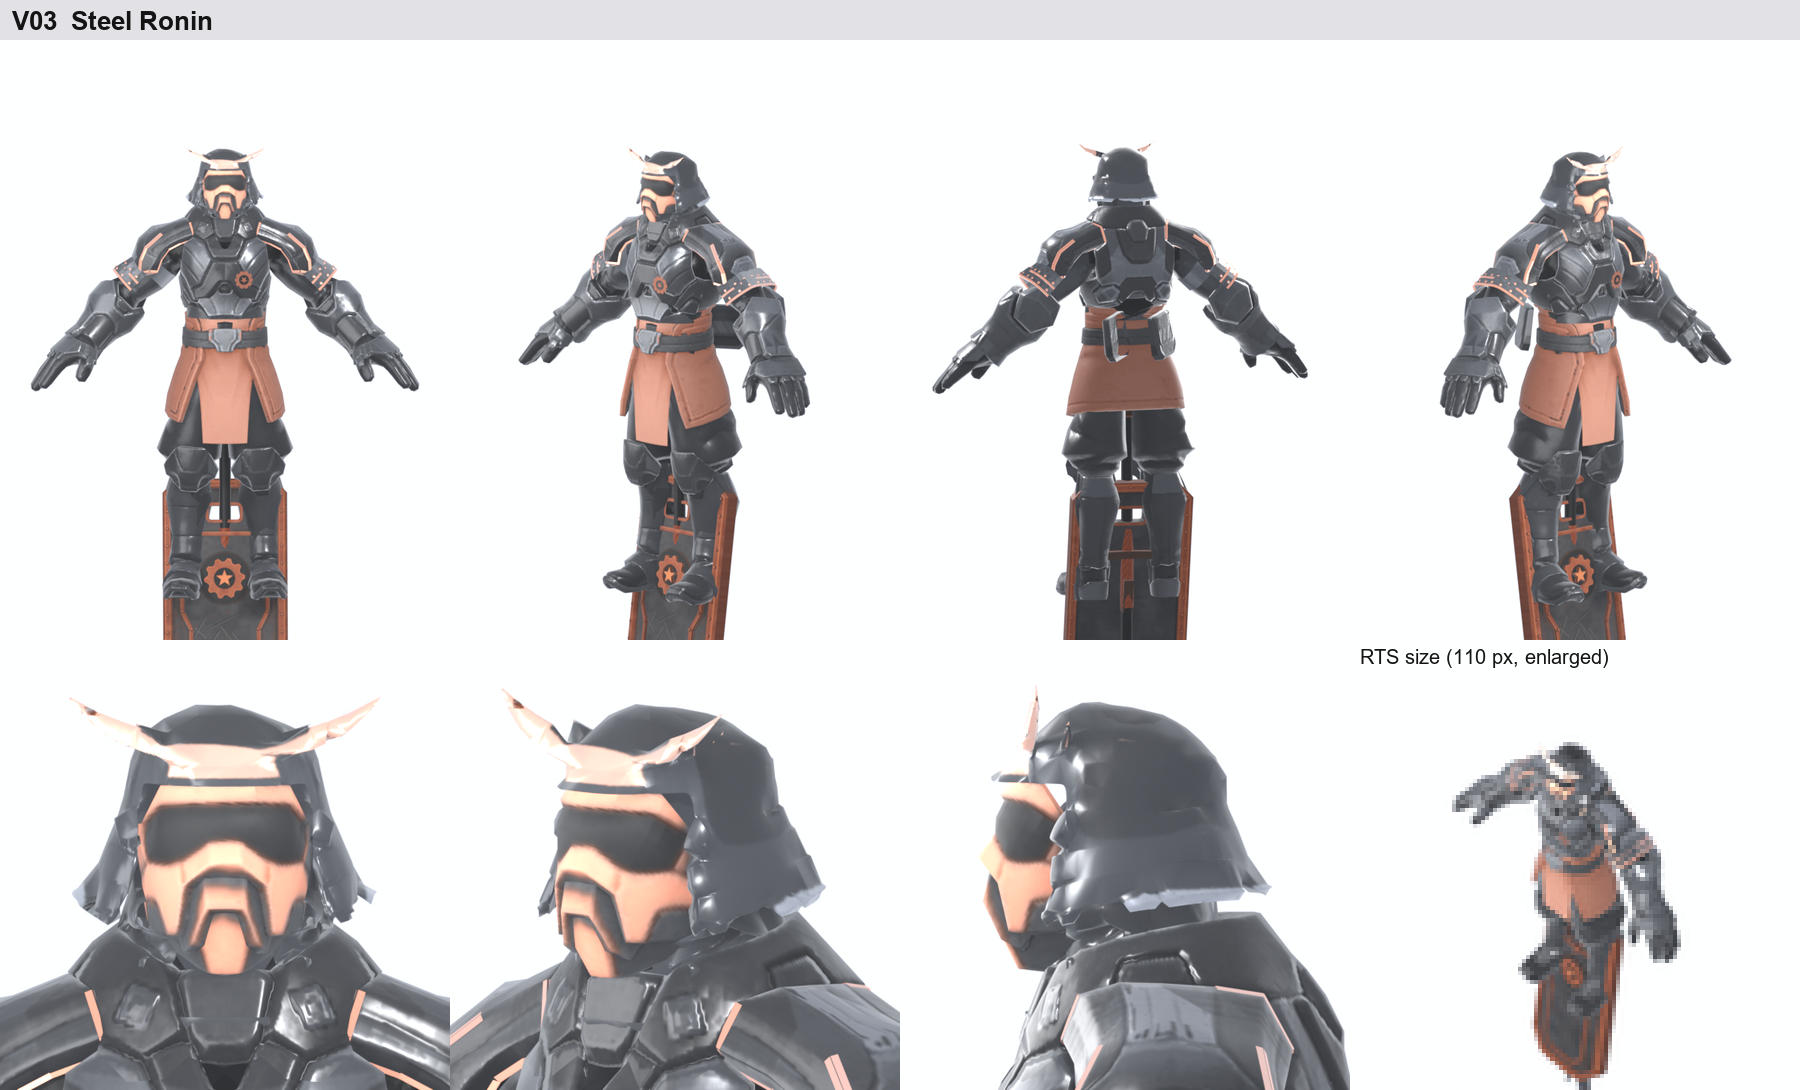 V03 Steel Ronin
RTS size (110 px, enlarged)